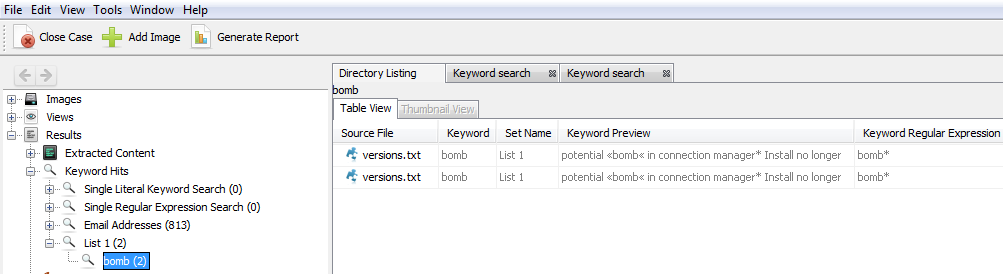 File Edit View Tools Window Help
Close Case Add Image Generate Report
Directory Listing Keyword search Keyword search
bomb
Table View Thumbnail View
Source File Keyword Set Name Keyword Preview Keyword Regular Expression
versions.txt bomb List 1 potential «bomb« in connection manager* Install no longer bomb*
versions.txt bomb List 1 potential «bomb« in connection manager* Install no longer bomb*
Images
Views
Results
Extracted Content
Keyword Hits
Single Literal Keyword Search (0)
Single Regular Expression Search (0)
Email Addresses (813)
List 1 (2)
bomb (2)